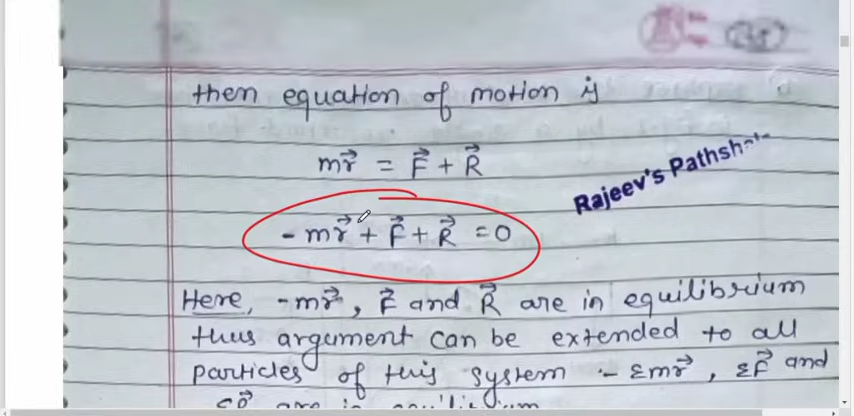 then equation of motion is
mr⃗ = F⃗ + R⃗
Rajeev's
- mr⃗ + F⃗ + R⃗ = 0
Here, -mr⃗, F⃗ and R⃗ are in equilibrium
thus argument can be extended to all
particles of this system - Σmr⃗, ΣF⃗ and